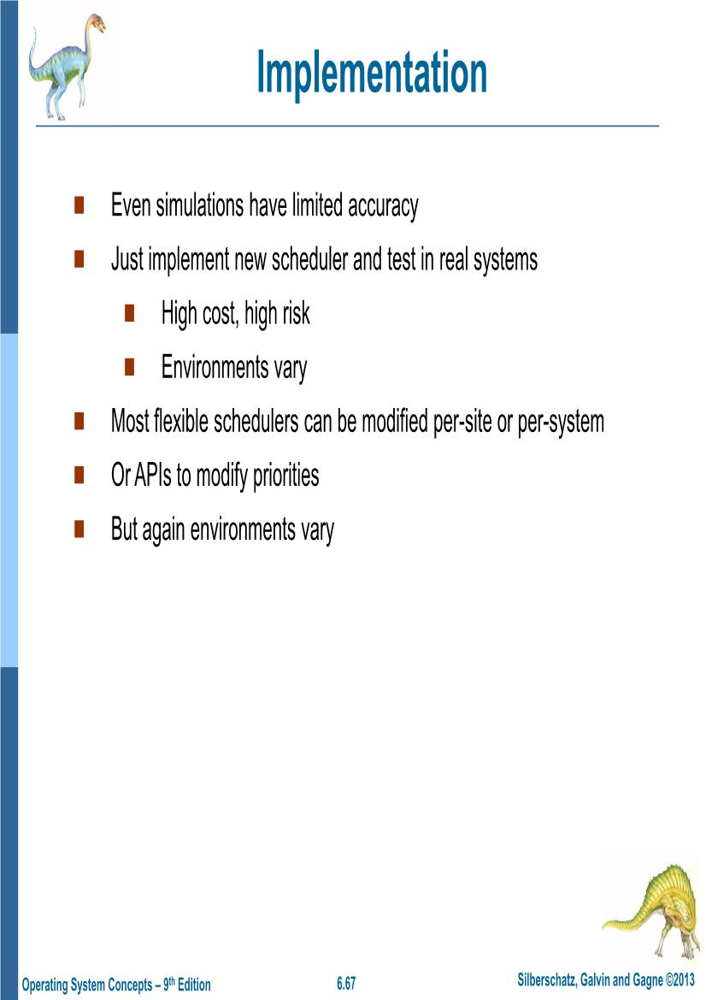 Implementation
Even simulations have limited accuracy
Just implement new scheduler and test in real systems
High cost, high risk
Environments vary
Most flexible schedulers can be modified per-site or per-system
Or APIs to modify priorities
But again environments vary
Operating System Concepts – 9th Edition
6.67
Silberschatz, Galvin and Gagne ©2013